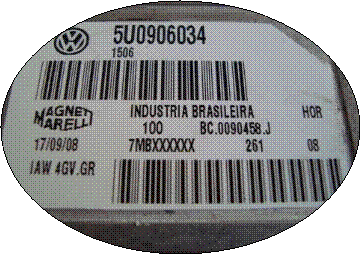 5U0906034
1506
MAGNETI MARELLI
INDUSTRIA BRASILEIRA HOR
100 BC.0090458.J
17/09/08 7MBXXXXXX 261 08
IAW 4GV.GR